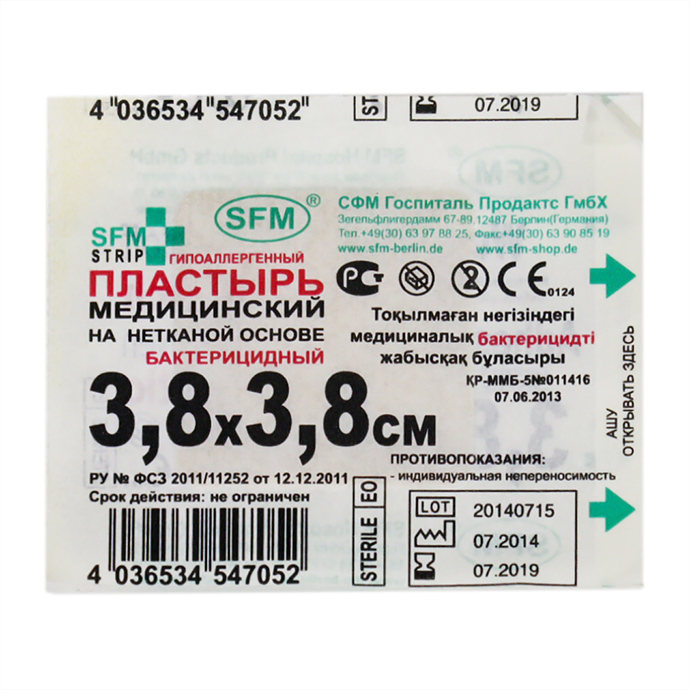 4 036534 547052
STE
07.2019
SFM STRIP
SFM®
СФМ Госпиталь Продактс ГмбХ
Зегельфлигердамм 67-89,12487 Берлин(Германия)
Тел.+49(30) 63 97 88 25, Факс+49(30) 63 90 85 19
www.sfm-berlin.de www.sfm-shop.de
ГИПОАЛЛЕРГЕННЫЙ
ПЛАСТЫРЬ
МЕДИЦИНСКИЙ
НА НЕТКАНОЙ ОСНОВЕ
БАКТЕРИЦИДНЫЙ
3,8x3,8см
РУ № ФСЗ 2011/11252 от 12.12.2011
Срок действия: не ограничен
4 036534 547052
РСТ 2 CE 0124
Тоқылмаған негізіндегі
медициналық бактерицидті
жабысқақ бұласыры
ҚР-ММБ-5№011416
07.06.2013
АШУ
ОТКРЫВАТЬ ЗДЕСЬ
ПРОТИВОПОКАЗАНИЯ:
- индивидуальная непереносимость
STERILE EO
LOT 20140715
07.2014
07.2019